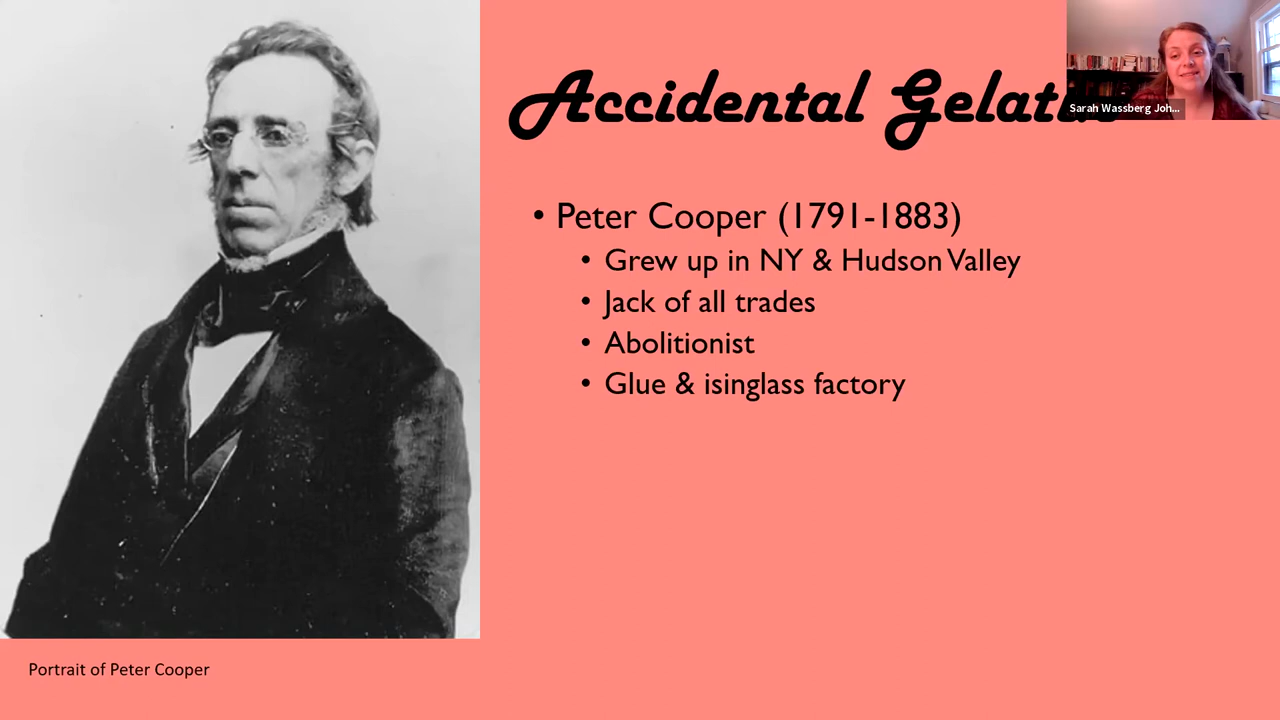 Accidental Gelatin
Sarah Wassberg Joh...
• Peter Cooper (1791-1883)
• Grew up in NY & Hudson Valley
• Jack of all trades
• Abolitionist
• Glue & isinglass factory
Portrait of Peter Cooper